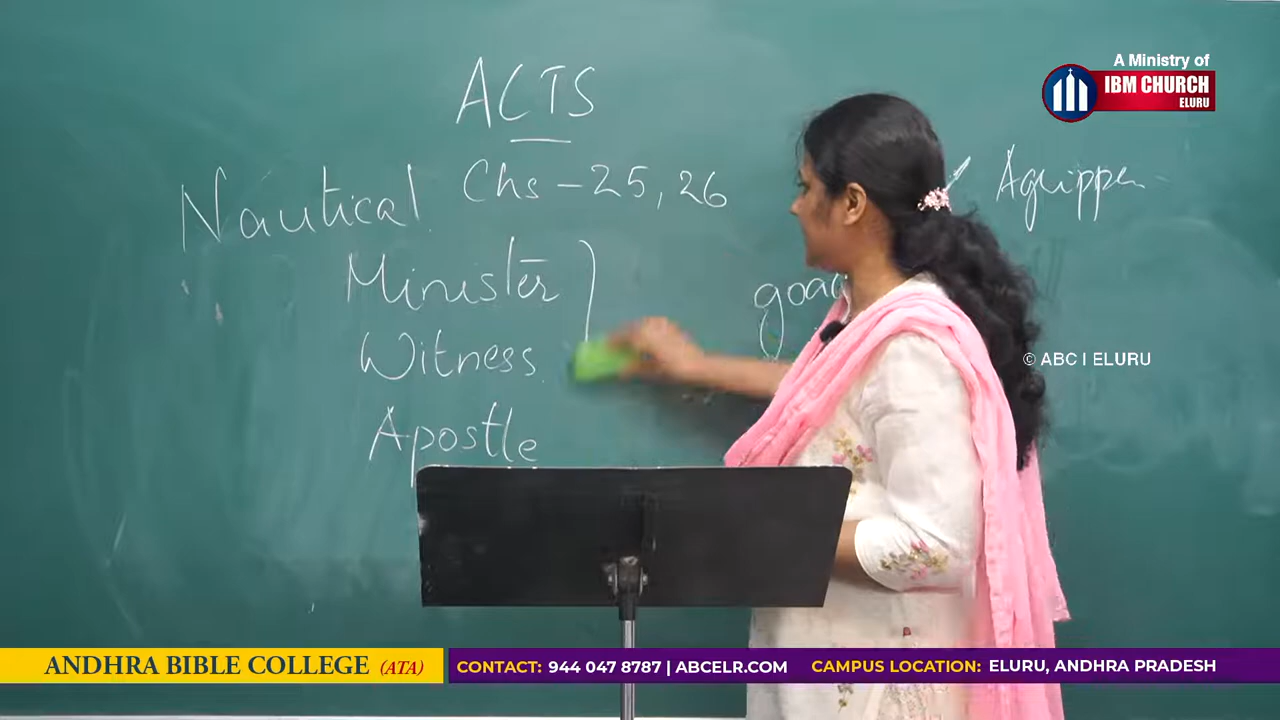 A Ministry of
IBM CHURCH
ELURU
ACTS
Nautical Chs - 25, 26
Agrippa
Minister
goad
Witness
© ABC I ELURU
Apostle
ANDHRA BIBLE COLLEGE (ATA)
CONTACT: 944 047 8787 | ABCELR.COM CAMPUS LOCATION: ELURU, ANDHRA PRADESH